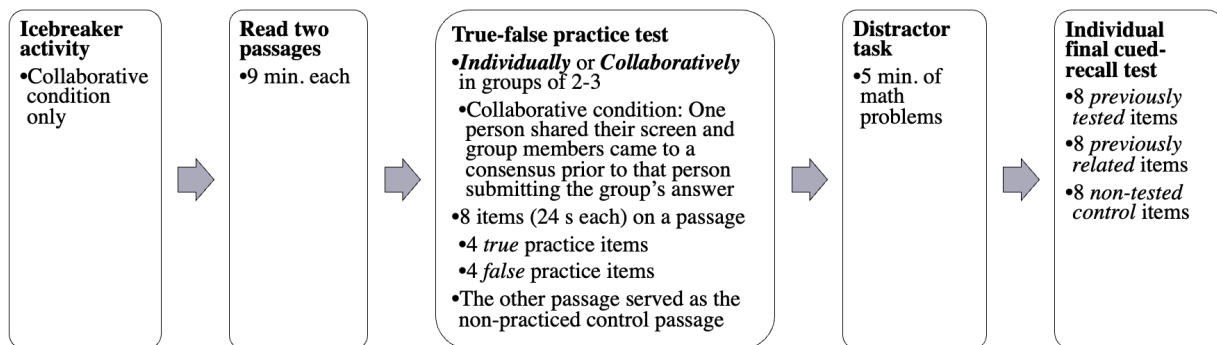 Icebreaker
activity
•Collaborative
condition
only
Read two
passages
•9 min. each
True-false practice test
•Individually or Collaboratively
in groups of 2-3
•Collaborative condition: One
person shared their screen and
group members came to a
consensus prior to that person
submitting the group's answer
•8 items (24 s each) on a passage
•4 true practice items
•4 false practice items
•The other passage served as the
non-practiced control passage
Distractor
task
•5 min. of
math
problems
Individual
final cued-
recall test
•8 previously
tested items
•8 previously
related items
•8 non-tested
control items